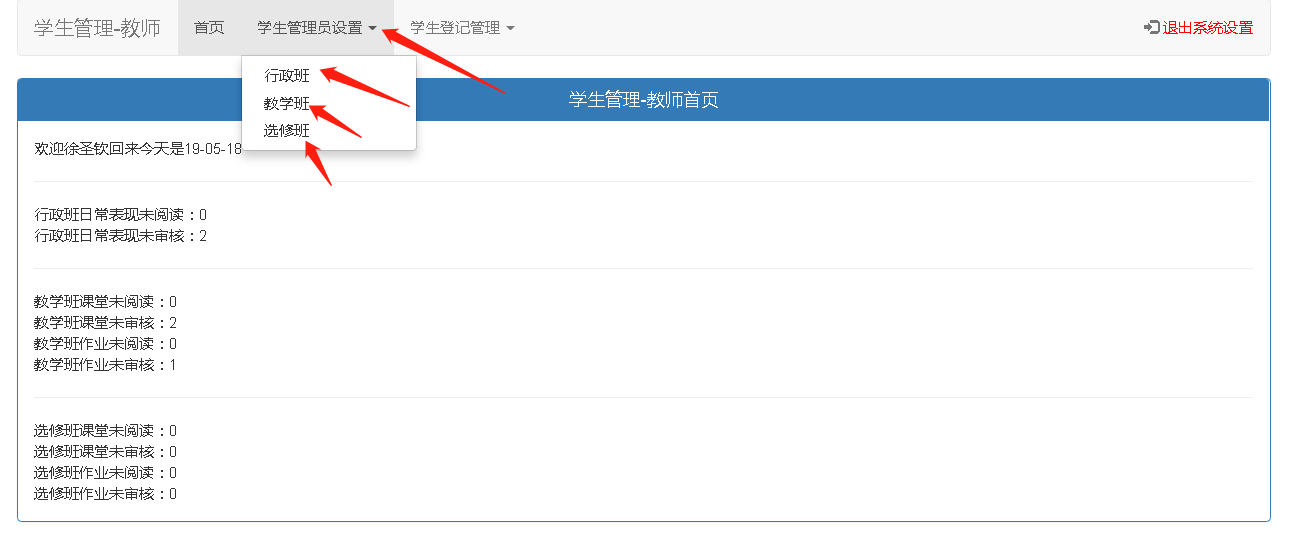 学生管理-教师 首页 学生管理员设置 学生登记管理 退出系统设置
行政班
教学班
选修班
学生管理-教师首页
欢迎徐圣钦回来今天是19-05-18
行政班日常表现未阅读：0
行政班日常表现未审核：2
教学班课堂未阅读：0
教学班课堂未审核：2
教学班作业未阅读：0
教学班作业未审核：1
选修班课堂未阅读：0
选修班课堂未审核：0
选修班作业未阅读：0
选修班作业未审核：0